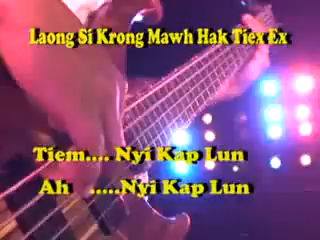 Laong Si Krong Mawh Hak Tiex Ex
Tiem.... Nyi Kap Lun
Ah .....Nyi Kap Lun